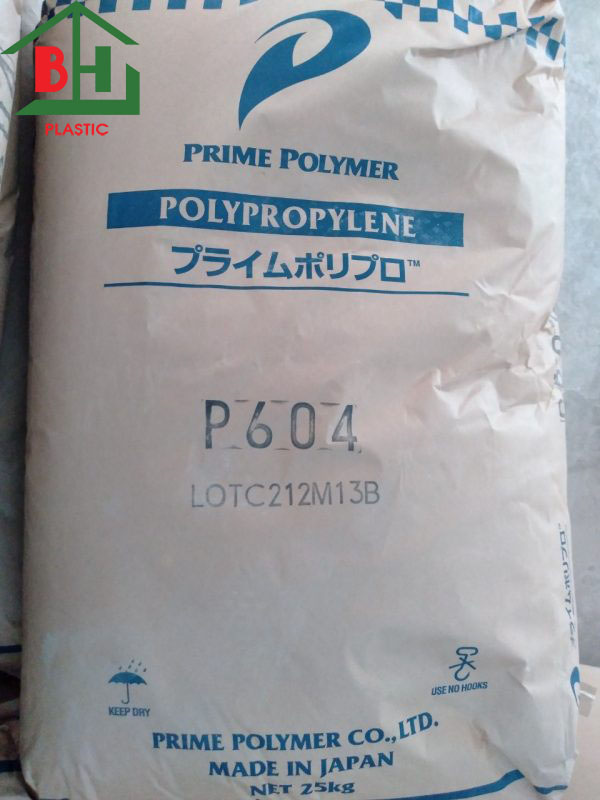 BH
PLASTIC
PRIME POLYMER
POLYPROPYLENE
プライムポリプロ™
P604
LOTC212M13B
KEEP DRY
USE NO HOOKS
PRIME POLYMER CO., LTD.
MADE IN JAPAN
NET 25kg